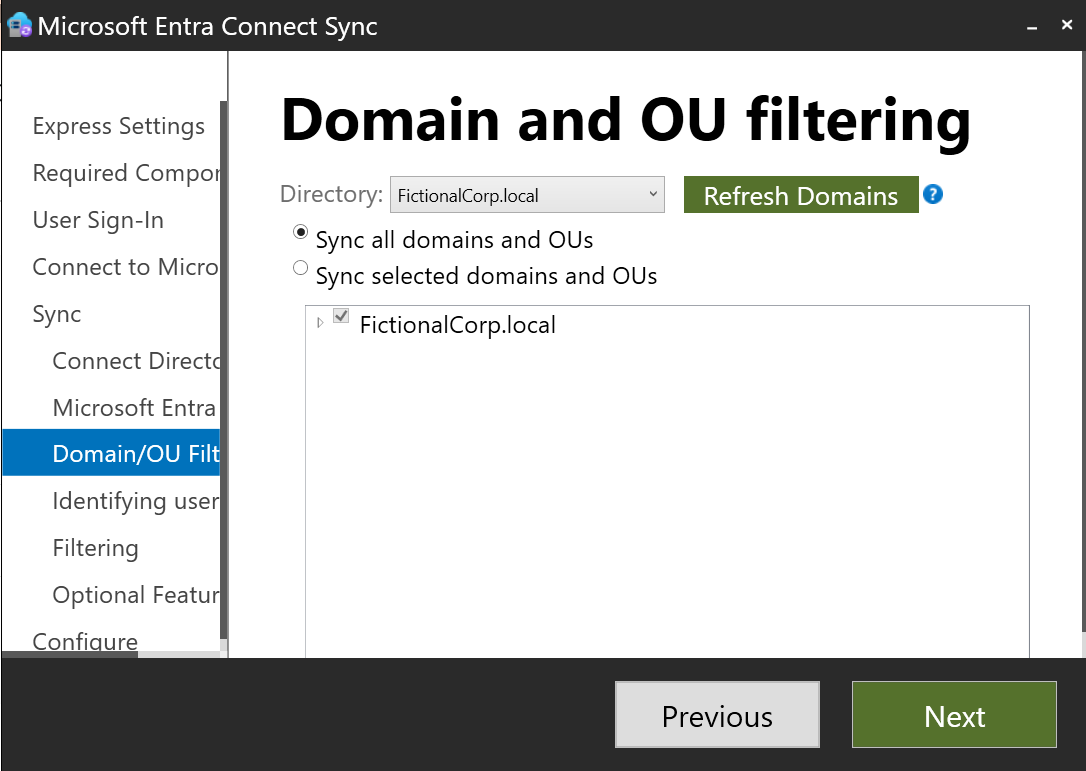 Microsoft Entra Connect Sync
Express Settings
Required Compor
User Sign-In
Connect to Micro
Sync
Connect Directo
Microsoft Entra
Domain/OU Filt
Identifying user
Filtering
Optional Featur
Configure
Domain and OU filtering
Directory: FictionalCorp.local Refresh Domains ?
Sync all domains and OUs
Sync selected domains and OUs
FictionalCorp.local
Previous Next